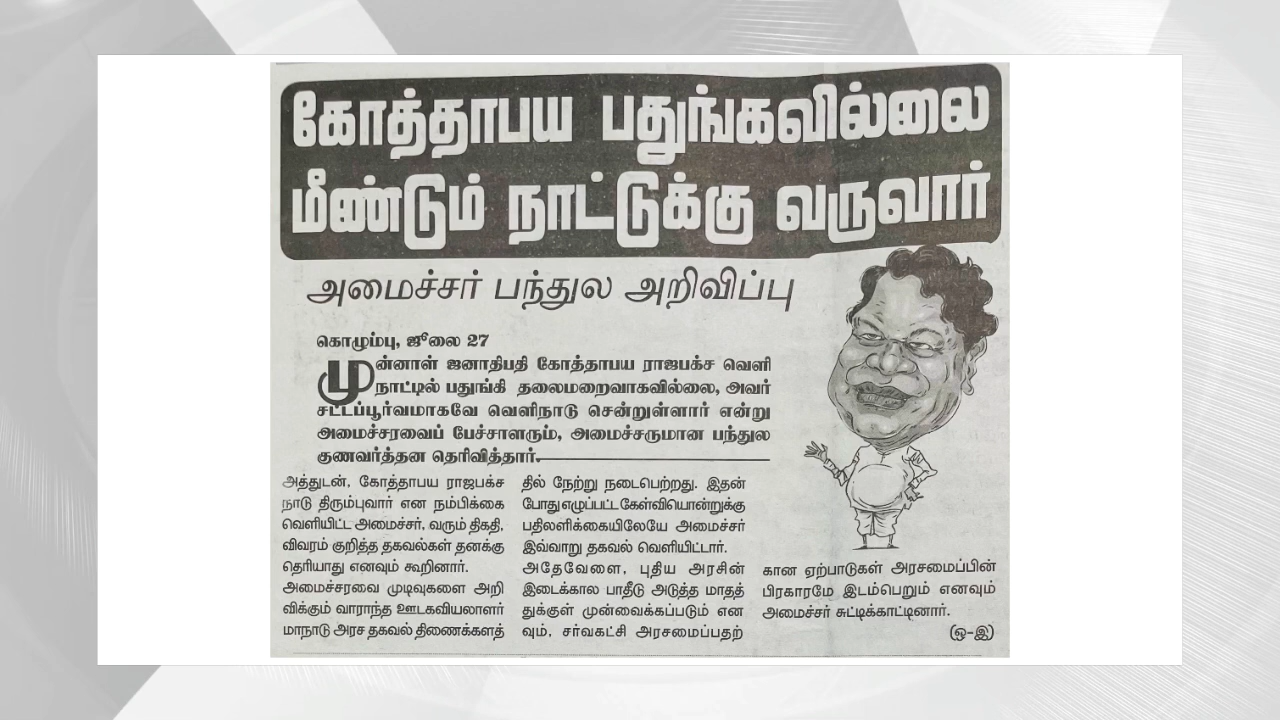 கோத்தாபய பதுங்கவில்லை
மீண்டும் நாட்டுக்கு வருவார்
அமைச்சர் பந்துல அறிவிப்பு
கொழும்பு, ஜூலை 27
முன்னாள் ஜனாதிபதி கோத்தாபய ராஜபக்ச வெளி
நாட்டில் பதுங்கி தலைமறைவாகவில்லை, அவர்
சட்டப்பூர்வமாகவே வெளிநாடு சென்றுள்ளார் என்று
அமைச்சரவைப் பேச்சாளரும், அமைச்சருமான பந்துல
குணவர்த்தன தெரிவித்தார்.
அத்துடன், கோத்தாபய ராஜபக்ச
நாடு திரும்புவார் என நம்பிக்கை
வெளியிட்ட அமைச்சர், வரும் திகதி,
விவரம் குறித்த தகவல்கள் தனக்கு
தெரியாது எனவும் கூறினார்.
அமைச்சரவை முடிவுகளை அறி
விக்கும் வாராந்த ஊடகவியலாளர்
மாநாடு அரச தகவல் திணைக்களத்
தில் நேற்று நடைபெற்றது. இதன்
போது எழுப்பட்ட கேள்வியொன்றுக்கு
பதிலளிக்கையிலேயே அமைச்சர்
இவ்வாறு தகவல் வெளியிட்டார்.
அதேவேளை, புதிய அரசின்
இடைக்கால பாதீடு அடுத்த மாதத்
துக்குள் முன்வைக்கப்படும் என
வும், சர்வகட்சி அரசமைப்பதற்
கான ஏற்பாடுகள் அரசமைப்பின்
பிரகாரமே இடம்பெறும் எனவும்
அமைச்சர் சுட்டிக்காட்டினார்.
(ஒ-இ)